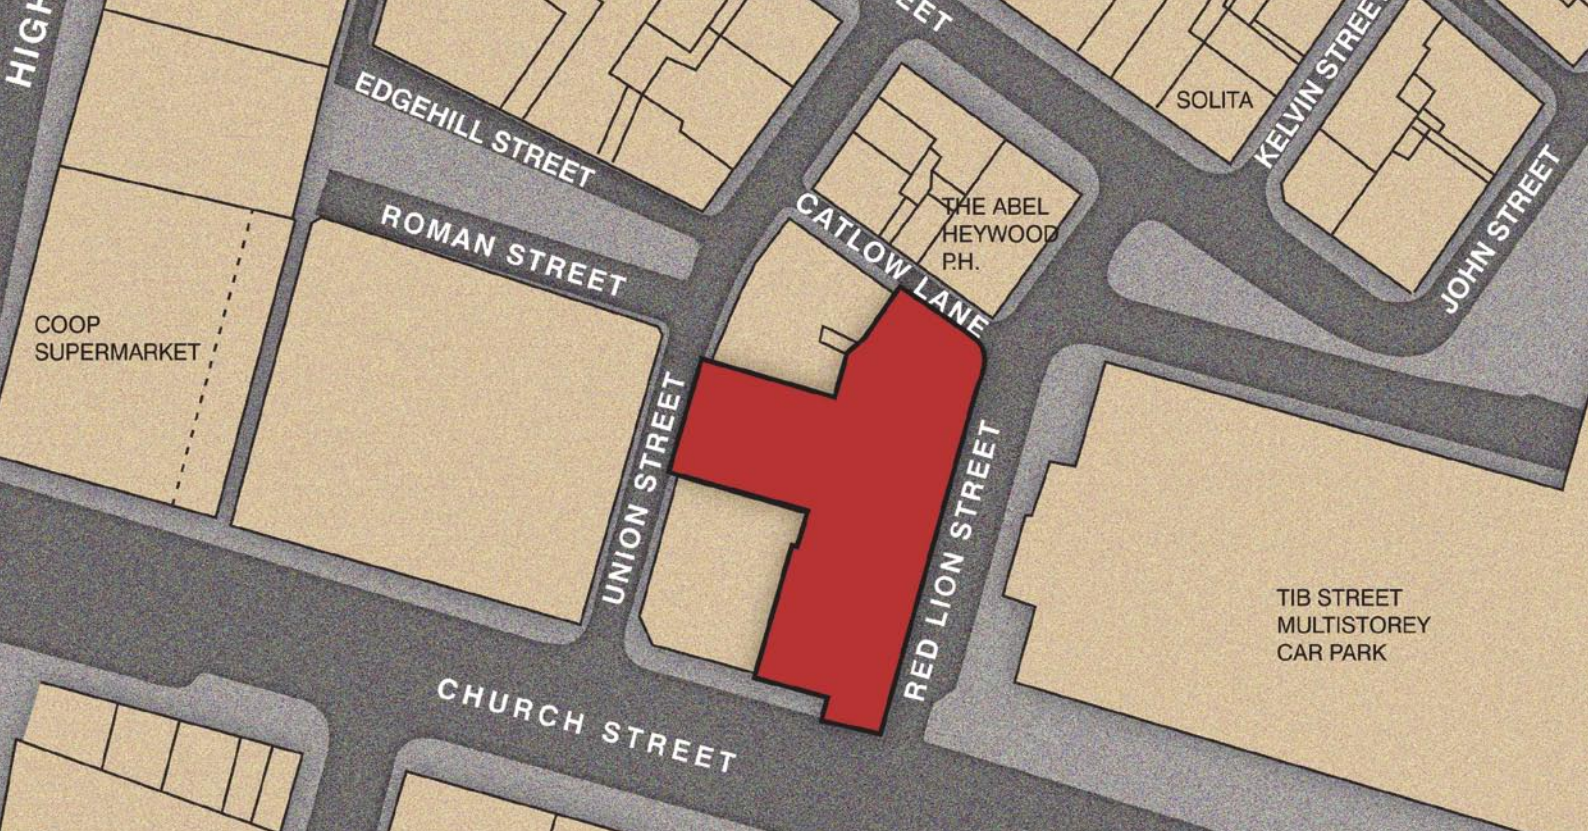 HIGH
EET
KELVIN STREET
SOLITA
EDGEHILL STREET
JOHN STREET
ROMAN STREET
CATLOW LANE
THE ABEL
HEYWOOD
P.H.
COOP
SUPERMARKET
UNION STREET
RED LION STREET
TIB STREET
MULTISTOREY
CAR PARK
CHURCH STREET